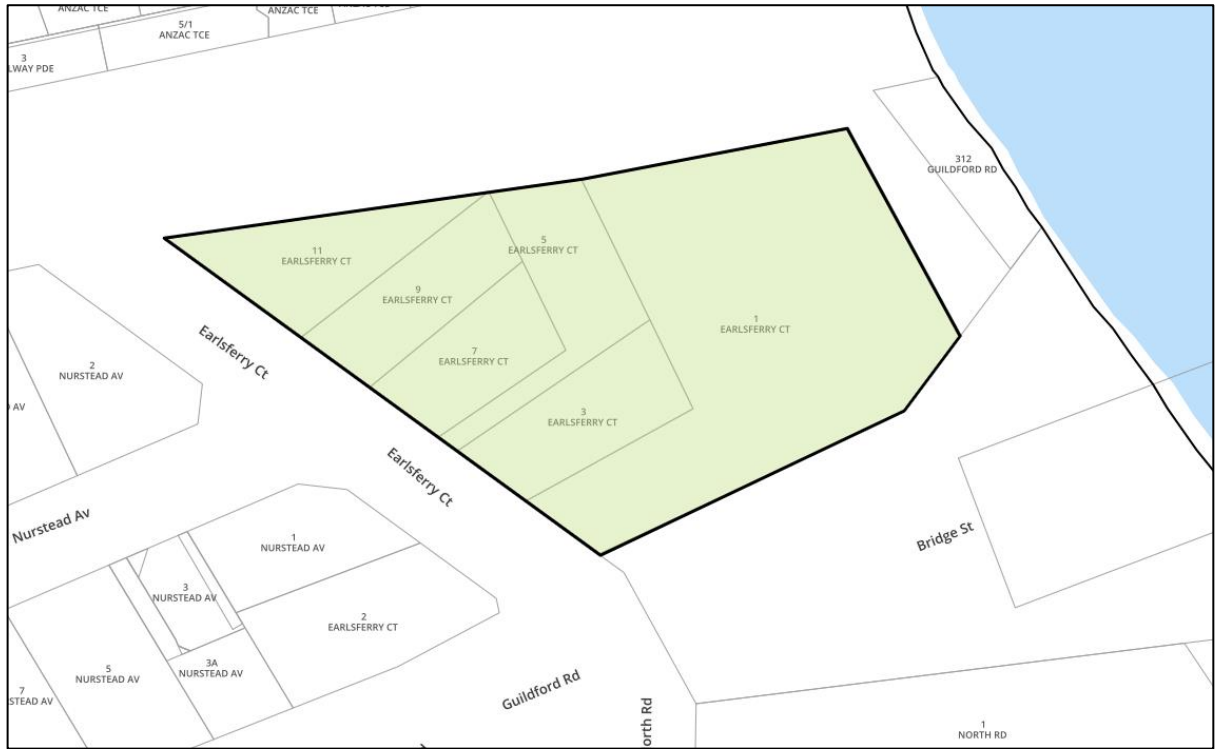 ANZAC TCE
5/1
ANZAC TCE
ANZAC TCE
3
LWAY PDE
312
GUILDFORD RD
11
EARLSFERRY CT
5
EARLSFERRY CT
9
EARLSFERRY CT
1
EARLSFERRY CT
7
EARLSFERRY CT
3
EARLSFERRY CT
Earlsferry Ct
2
NURSTEAD AV
AV
Earlsferry Ct
Nurstead Av
Bridge St
1
NURSTEAD AV
3
NURSTEAD AV
2
EARLSFERRY CT
3A
NURSTEAD AV
5
NURSTEAD AV
7
STEAD AV
Guildford Rd
orth Rd
1
NORTH RD